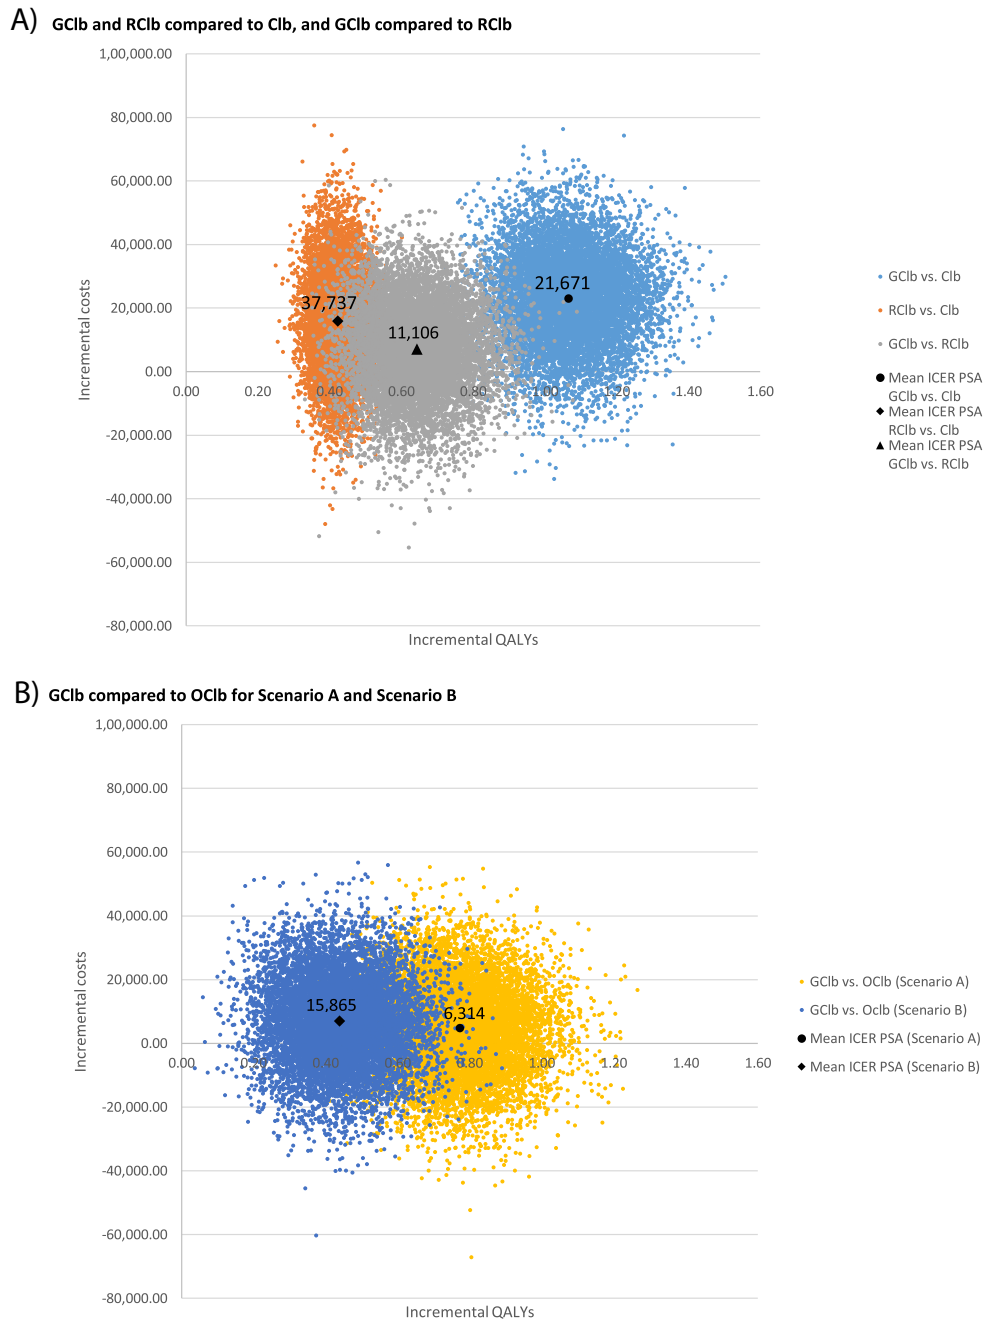 A) GClb and RClb compared to Clb, and GClb compared to RClb
1,00,000.00
80,000.00
60,000.00
40,000.00
20,000.00
0.00
-20,000.00
-40,000.00
-60,000.00
-80,000.00
Incremental costs
0.00 0.20 0.40 0.60 0.80 1.00 1.20 1.40 1.60
Incremental QALYs
37,737
11,106
21,671
GClb vs. Clb
RClb vs. Clb
GClb vs. RClb
Mean ICER PSA
GClb vs. Clb
Mean ICER PSA
RClb vs. Clb
Mean ICER PSA
GClb vs. RClb
B) GClb compared to OClb for Scenario A and Scenario B
1,00,000.00
80,000.00
60,000.00
40,000.00
20,000.00
0.00
-20,000.00
-40,000.00
-60,000.00
-80,000.00
Incremental costs
0.00 0.20 0.40 0.60 0.80 1.00 1.20 1.40 1.60
Incremental QALYs
15,865
6,314
GClb vs. OClb (Scenario A)
GClb vs. Oclb (Scenario B)
Mean ICER PSA (Scenario A)
Mean ICER PSA (Scenario B)